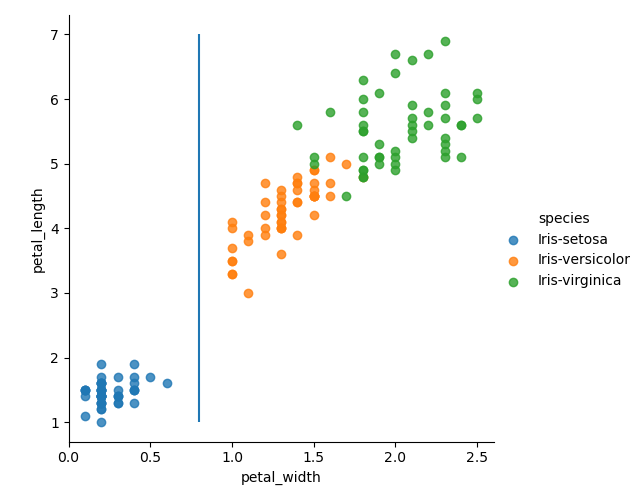 7
6
5
4
3
2
1
petal_length
0.0 0.5 1.0 1.5 2.0 2.5
petal_width
species
Iris-setosa
Iris-versicolor
Iris-virginica